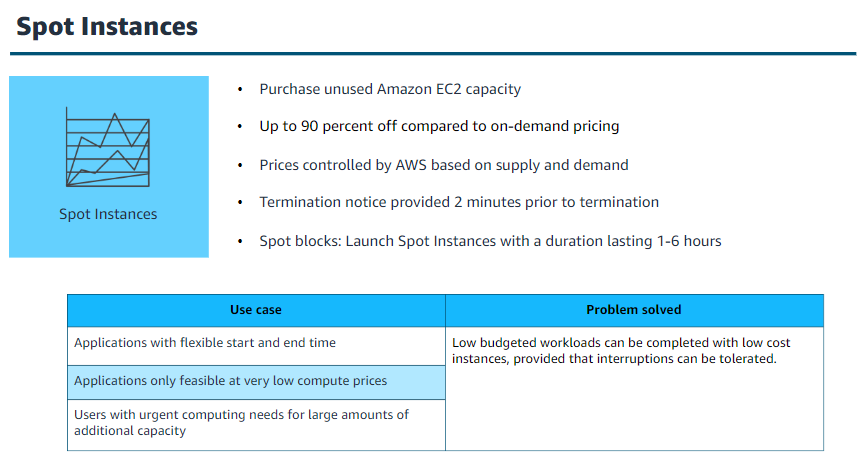 Spot Instances
Spot Instances
• Purchase unused Amazon EC2 capacity
• Up to 90 percent off compared to on-demand pricing
• Prices controlled by AWS based on supply and demand
• Termination notice provided 2 minutes prior to termination
• Spot blocks: Launch Spot Instances with a duration lasting 1-6 hours
Use case
Problem solved
Applications with flexible start and end time
Low budgeted workloads can be completed with low cost
instances, provided that interruptions can be tolerated.
Applications only feasible at very low compute prices
Users with urgent computing needs for large amounts of
additional capacity